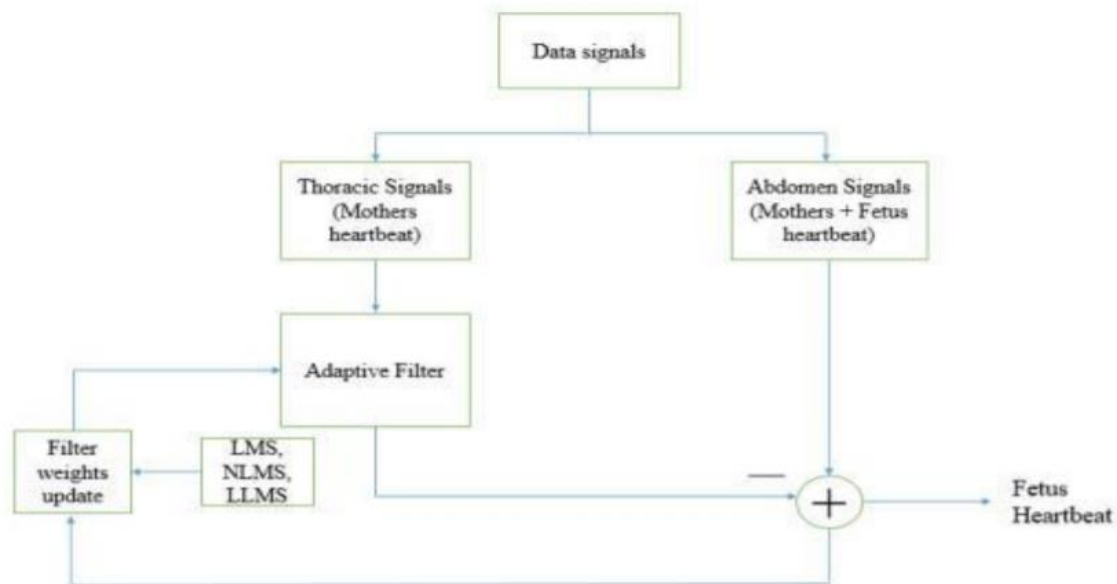 Data signals
Thoracic Signals
(Mothers
heartbeat)
Abdomen Signals
(Mothers + Fetus
heartbeat)
Adaptive Filter
Filter
weights
update
LMS,
NLMS,
LLMS
—
+
Fetus
Heartbeat